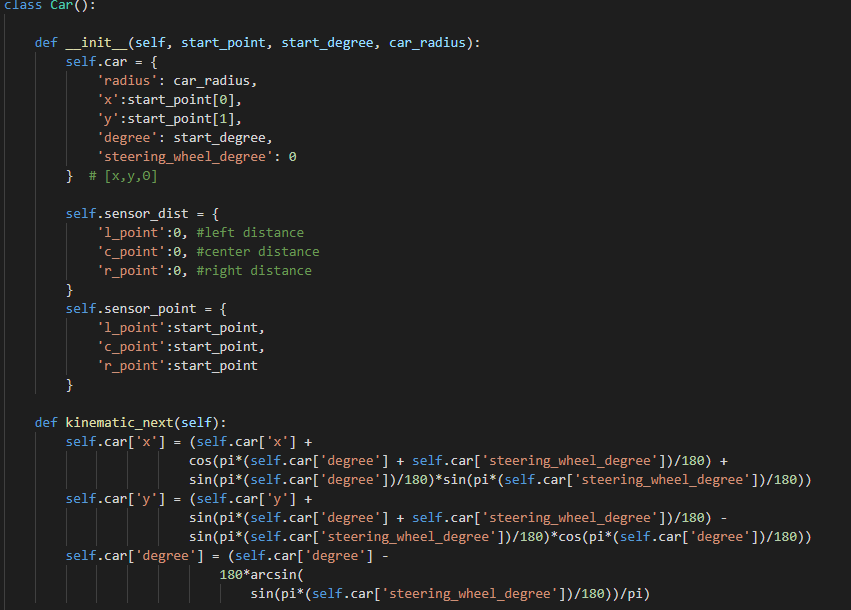 class Car():
def __init__(self, start_point, start_degree, car_radius):
self.car = {
'radius': car_radius,
'x':start_point[0],
'y':start_point[1],
'degree': start_degree,
'steering_wheel_degree': 0
}  # [x,y,0]
self.sensor_dist = {
'l_point':0, #left distance
'c_point':0, #center distance
'r_point':0, #right distance
}
self.sensor_point = {
'l_point':start_point,
'c_point':start_point,
'r_point':start_point
}
def kinematic_next(self):
self.car['x'] = (self.car['x'] +
cos(pi*(self.car['degree'] + self.car['steering_wheel_degree'])/180) +
sin(pi*(self.car['degree'])/180)*sin(pi*(self.car['steering_wheel_degree'])/180))
self.car['y'] = (self.car['y'] +
sin(pi*(self.car['degree'] + self.car['steering_wheel_degree'])/180) -
sin(pi*(self.car['steering_wheel_degree'])/180)*cos(pi*(self.car['degree'])/180))
self.car['degree'] = (self.car['degree'] -
180*arcsin(
sin(pi*(self.car['steering_wheel_degree'])/180))/pi)